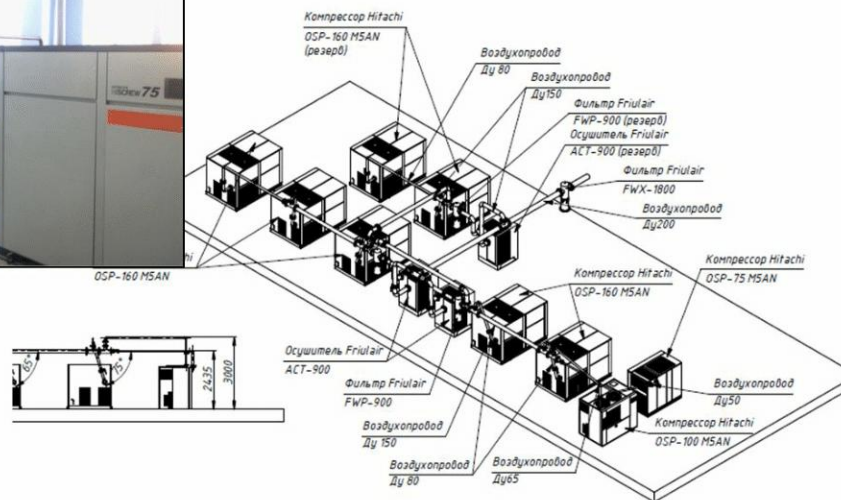 75
Компрессор Hitachi
OSP-160 M5AN
(резерв)
Воздухопровод
Ду 80
Воздухопровод
Ду150
Фильтр Friulair
FWP-900 (резерв)
Осушитель Friulair
ACT-900 (резерв)
Фильтр Friulair
FWX-1800
Воздухопровод
Ду200
OSP-160 M5AN
Компрессор Hitachi
OSP-160 M5AN
Компрессор Hitachi
OSP-75 M5AN
65°
75°
2435
3000
Осушитель Friulair
ACT-900
Фильтр Friulair
FWP-900
Воздухопровод
Ду 150
Воздухопровод
Ду 80
Воздухопровод
Ду65
Воздухопровод
Ду50
Компрессор Hitachi
OSP-100 M5AN